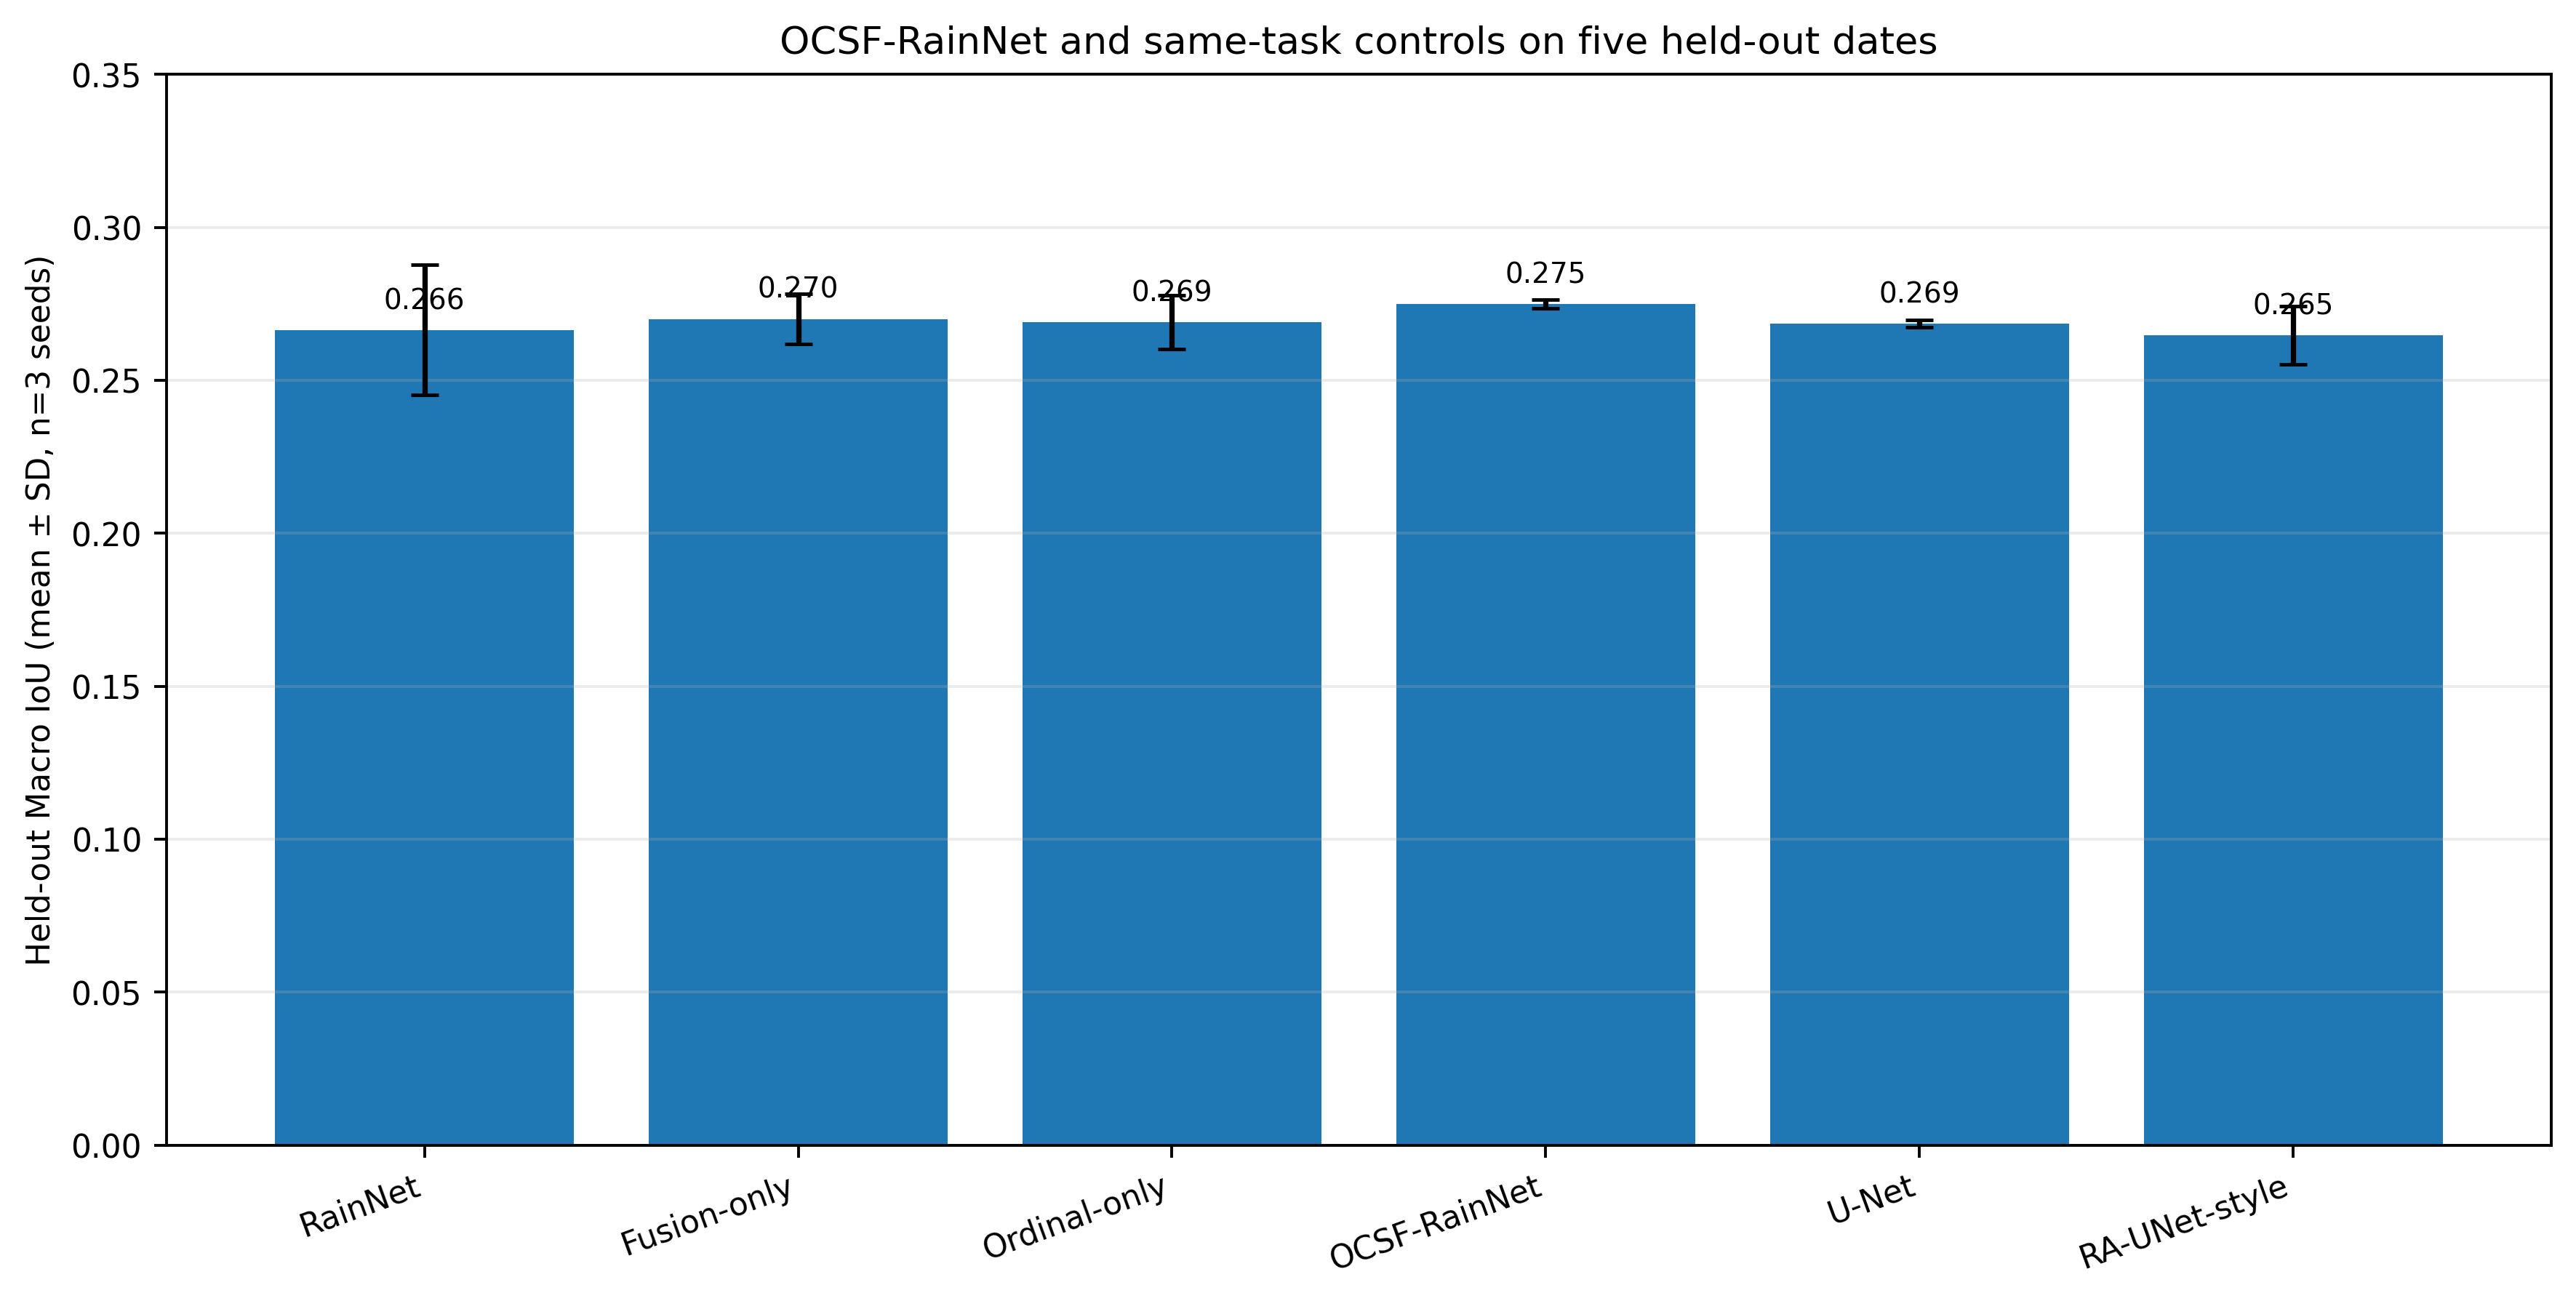 OCSF-RainNet and same-task controls on five held-out dates
Held-out Macro IoU (mean ± SD, n=3 seeds)
0.35
0.30
0.25
0.20
0.15
0.10
0.05
0.00
0.266
0.270
0.269
0.275
0.269
0.265
RainNet
Fusion-only
Ordinal-only
OCSF-RainNet
U-Net
RA-UNet-style